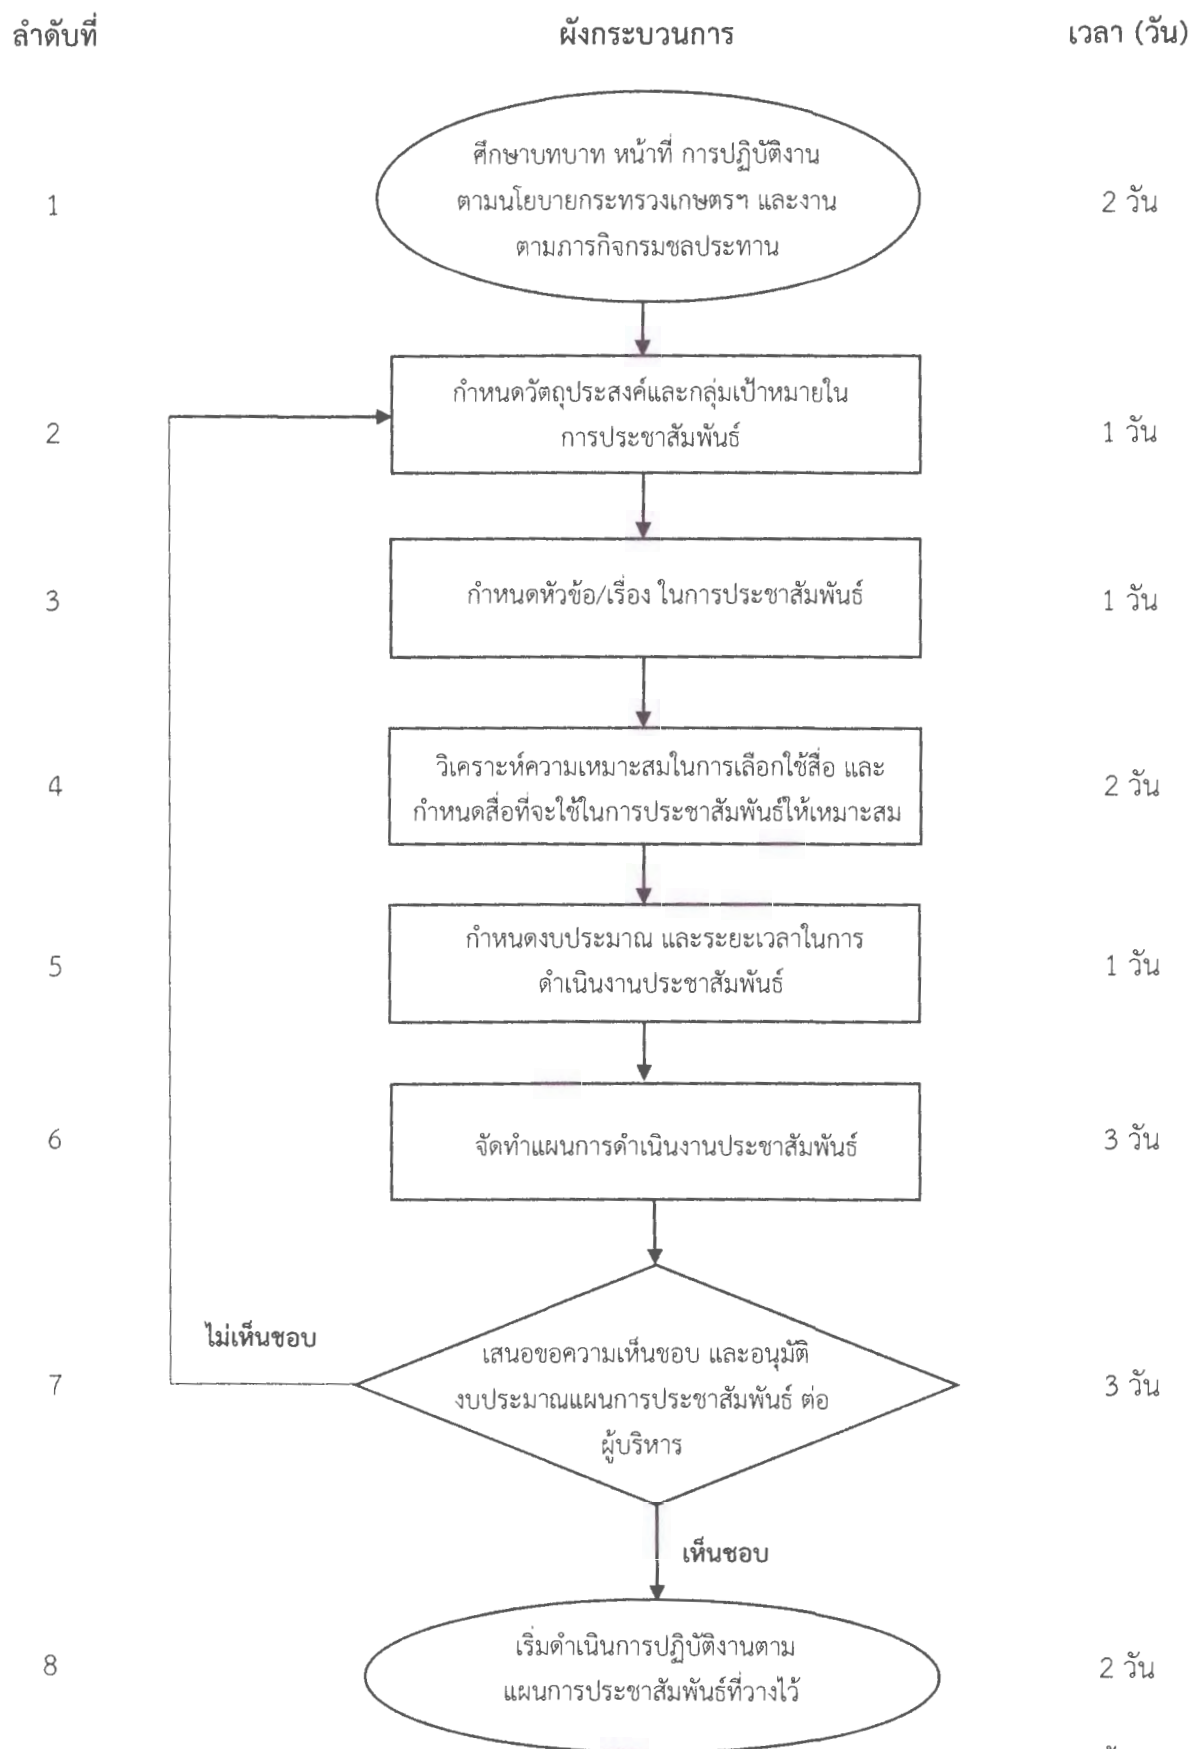 ลำดับที่ ผังกระบวนการ เวลา (วัน)
ศึกษาบทบาท หน้าที่ การปฏิบัติงาน
1 ตามนโยบายกระทรวงเกษตรฯ และงาน 2 วัน
ตามภารกิจกรมชลประทาน
กำหนดวัตถุประสงค์และกลุ่มเป้าหมายใน
2 การประชาสัมพันธ์ 1 วัน
3 กำหนดหัวข้อ/เรื่อง ในการประชาสัมพันธ์ 1 วัน
วิเคราะห์ความเหมาะสมในการเลือกใช้สื่อ และ
4 กำหนดสื่อที่จะใช้ในการประชาสัมพันธ์ให้เหมาะสม 2 วัน
กำหนดงบประมาณ และระยะเวลาในการ
5 ดำเนินงานประชาสัมพันธ์ 1 วัน
6 จัดทำแผนการดำเนินงานประชาสัมพันธ์ 3 วัน
ไม่เห็นชอบ
เสนอขอความเห็นชอบ และอนุมัติ
7 งบประมาณแผนการประชาสัมพันธ์ ต่อ 3 วัน
ผู้บริหาร
เห็นชอบ
เริ่มดำเนินการปฏิบัติงานตาม
8 แผนการประชาสัมพันธ์ที่วางไว้ 2 วัน